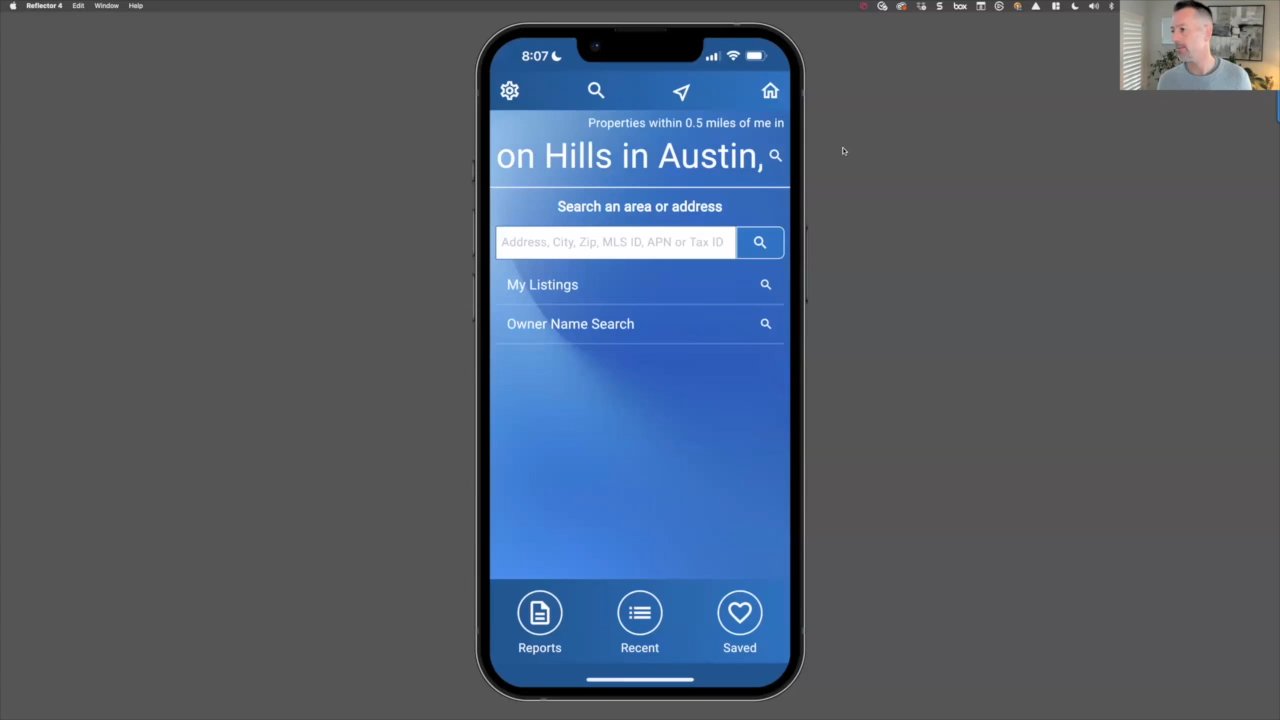 Reflector 4 Edit Window Help
box
8:07
Properties within 0.5 miles of me in
on Hills in Austin,
Search an area or address
Address, City, Zip, MLS ID, APN or Tax ID
My Listings
Owner Name Search
Reports Recent Saved